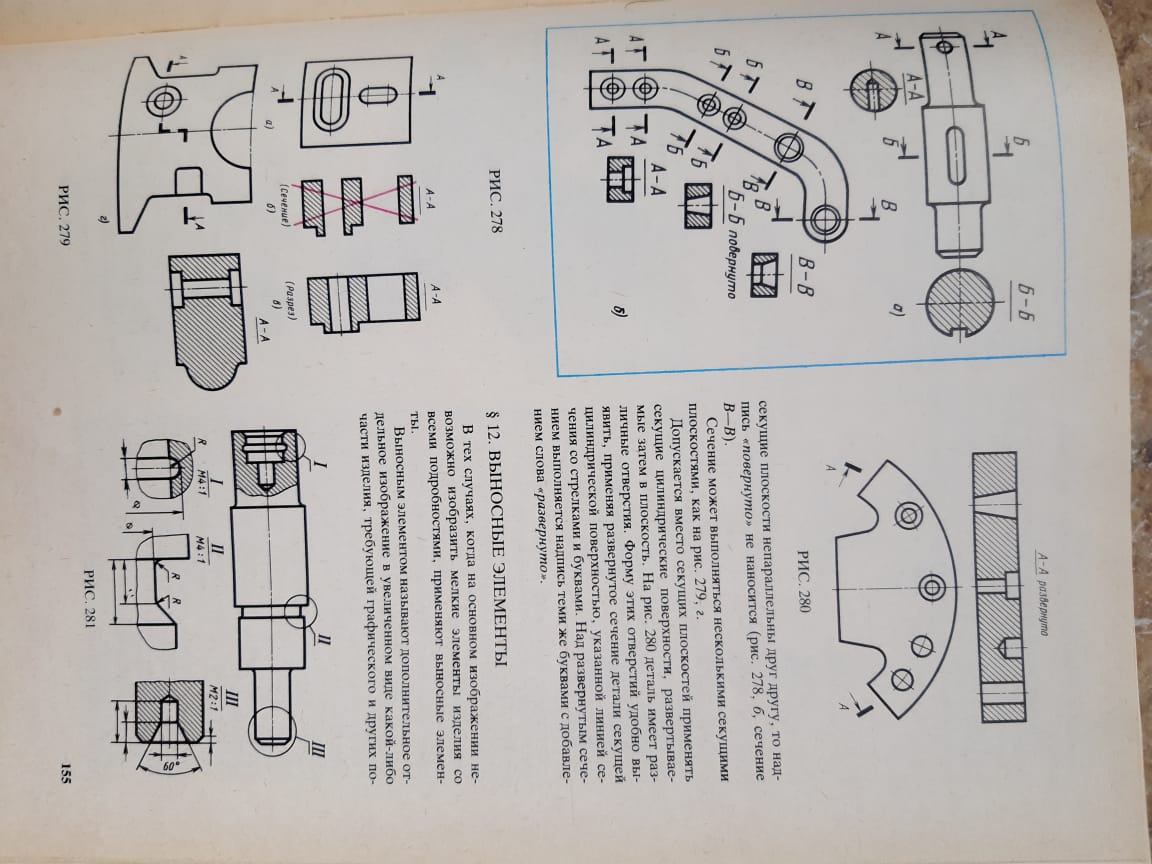 А
А
А-А
Б
Б
В
В
Б-Б
а)
А
А
А
А
Б
Б
Б
Б
В
В
В
А-А
Б-Б повернуто
В-В
б)
РИС. 278
А
А
а)
А-А
(Сечение)
б)
А-А
(Разрез)
в)
А
А
г)
А-А
РИС. 279
А-А развернуто
А
А
РИС. 280
секущие плоскости непараллельны друг другу, то над-
пись «повернуто» не наносится (рис. 278, б, сечение
В—В).
Сечение может выполняться несколькими секущими
плоскостями, как на рис. 279, г.
Допускается вместо секущих плоскостей применять
секущие цилиндрические поверхности, развертывае-
мые затем в плоскость. На рис. 280 деталь имеет раз-
личные отверстия. Форму этих отверстий удобно вы-
явить, применяя развернутое сечение детали секущей
цилиндрической поверхностью, указанной линией се-
чения со стрелками и буквами. Над развернутым сече-
нием выполняется надпись теми же буквами с добавле-
нием слова «развернуто».
§ 12. ВЫНОСНЫЕ ЭЛЕМЕНТЫ
В тех случаях, когда на основном изображении не-
возможно изобразить мелкие элементы изделия со
всеми подробностями, применяют выносные элемен-
ты.
Выносным элементом называют дополнительное от-
дельное изображение в увеличенном виде какой-либо
части изделия, требующей графического и других по-
I
II
III
I
М4:1
R
II
М4:1
R
R
III
М2:1
60°
РИС. 281
155